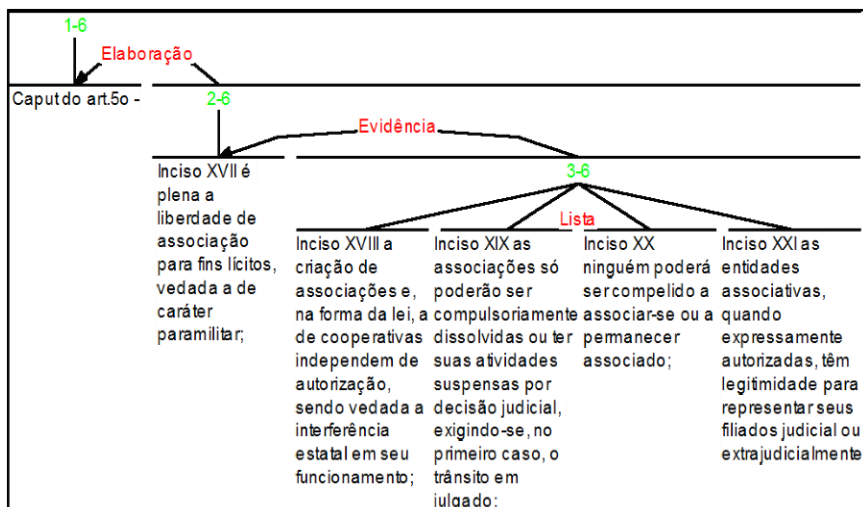 1-6
Elaboração
Caput do art.5o -
2-6
Evidência
Inciso XVII é
plena a
liberdade de
associação
para fins lícitos,
vedada a de
caráter
paramilitar;
3-6
Lista
Inciso XVIII a
criação de
associações e,
na forma da lei, a
de cooperativas
independem de
autorização,
sendo vedada a
interferência
estatal em seu
funcionamento;
Inciso XIX as
associações só
poderão ser
compulsoriamente
dissolvidas ou ter
suas atividades
suspensas por
decisão judicial,
exigindo-se, no
primeiro caso, o
trânsito em
julgado;
Inciso XX
ninguém poderá
ser compelido a
associar-se ou a
permanecer
associado;
Inciso XXI as
entidades
associativas,
quando
expressamente
autorizadas, têm
legitimidade para
representar seus
filiados judicial ou
extrajudicialmente